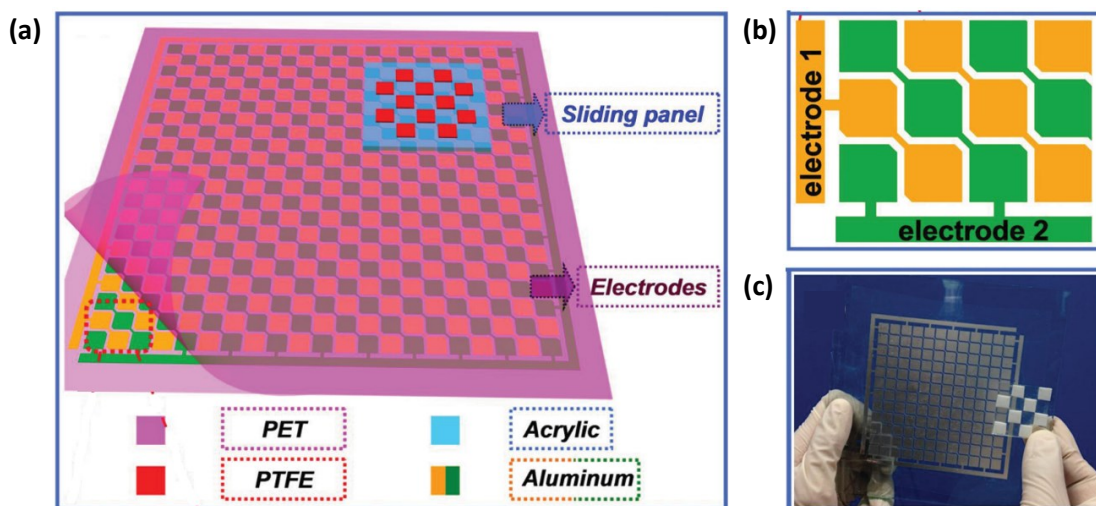 (a)
Sliding panel
Electrodes
PET
Acrylic
PTFE
Aluminum
(b)
electrode 1
electrode 2
(c)